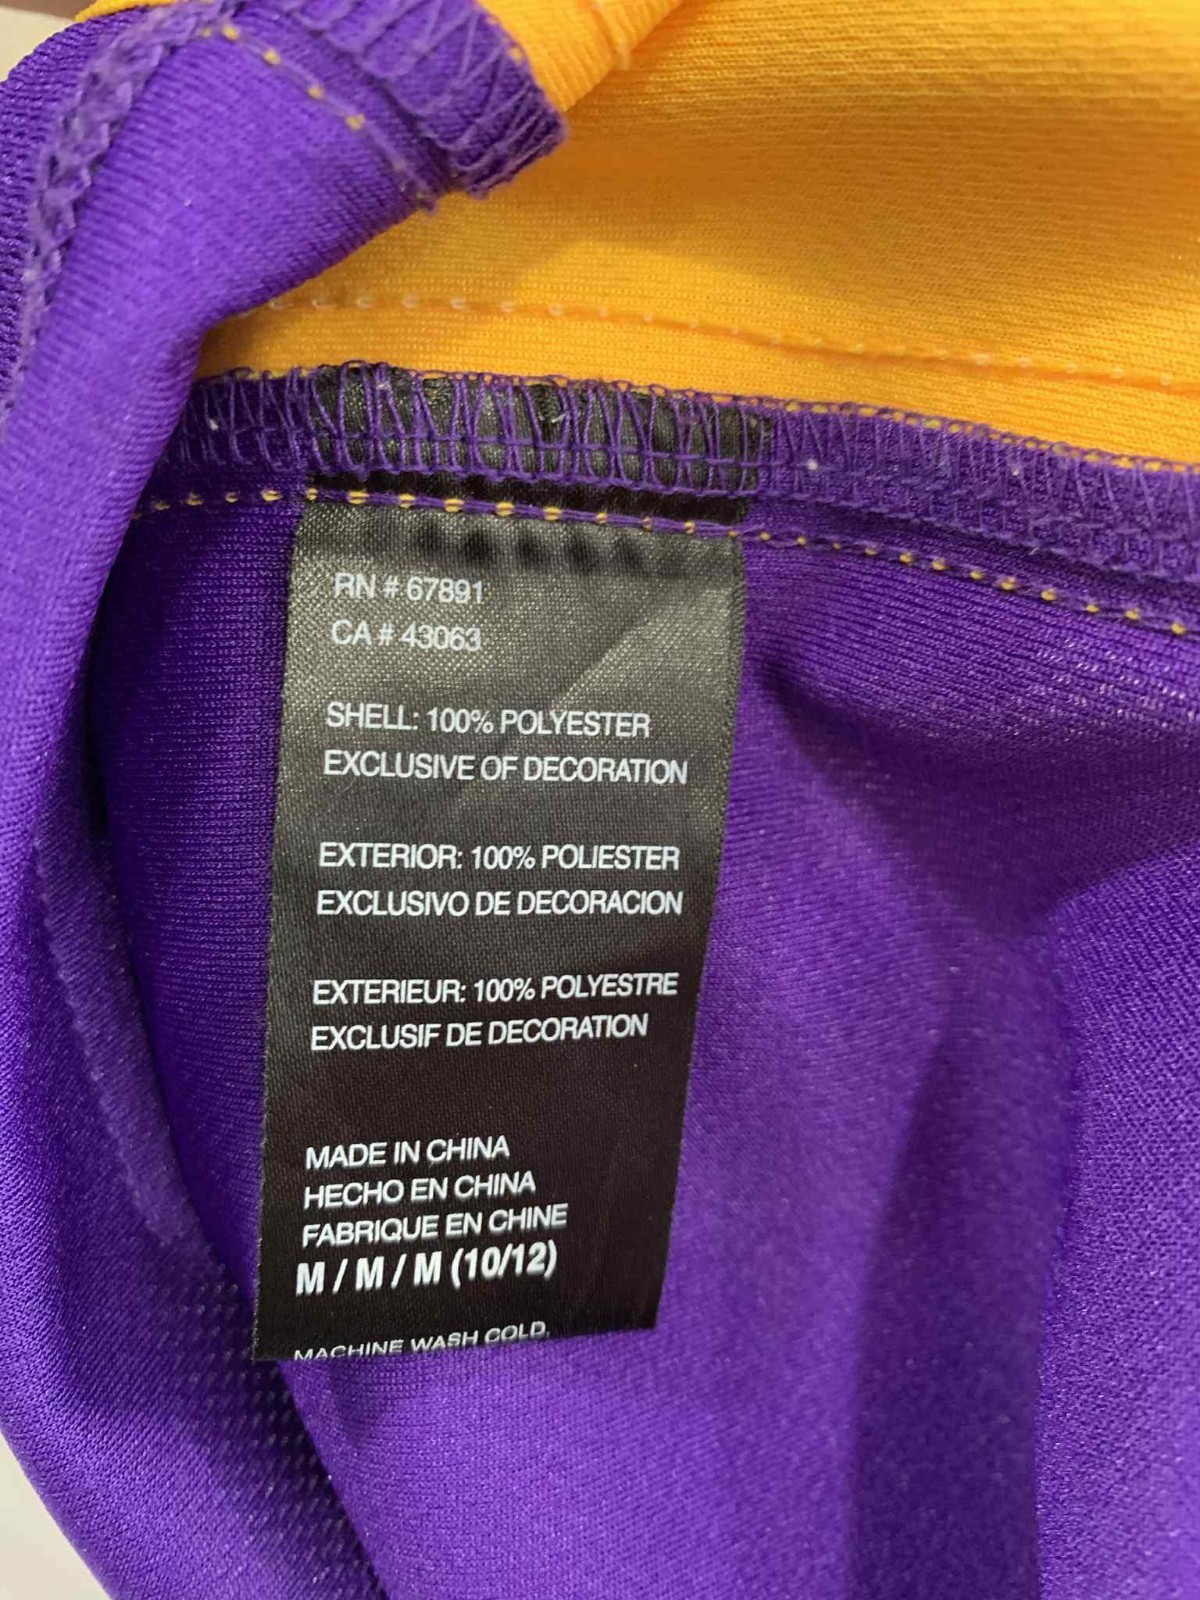 RN # 67891
CA # 43063
SHELL: 100% POLYESTER
EXCLUSIVE OF DECORATION
EXTERIOR: 100% POLIESTER
EXCLUSIVO DE DECORACION
EXTERIEUR: 100% POLYESTRE
EXCLUSIF DE DECORATION
MADE IN CHINA
HECHO EN CHINA
FABRIQUE EN CHINE
M / M / M (10/12)
MACHINE WASH COLD,